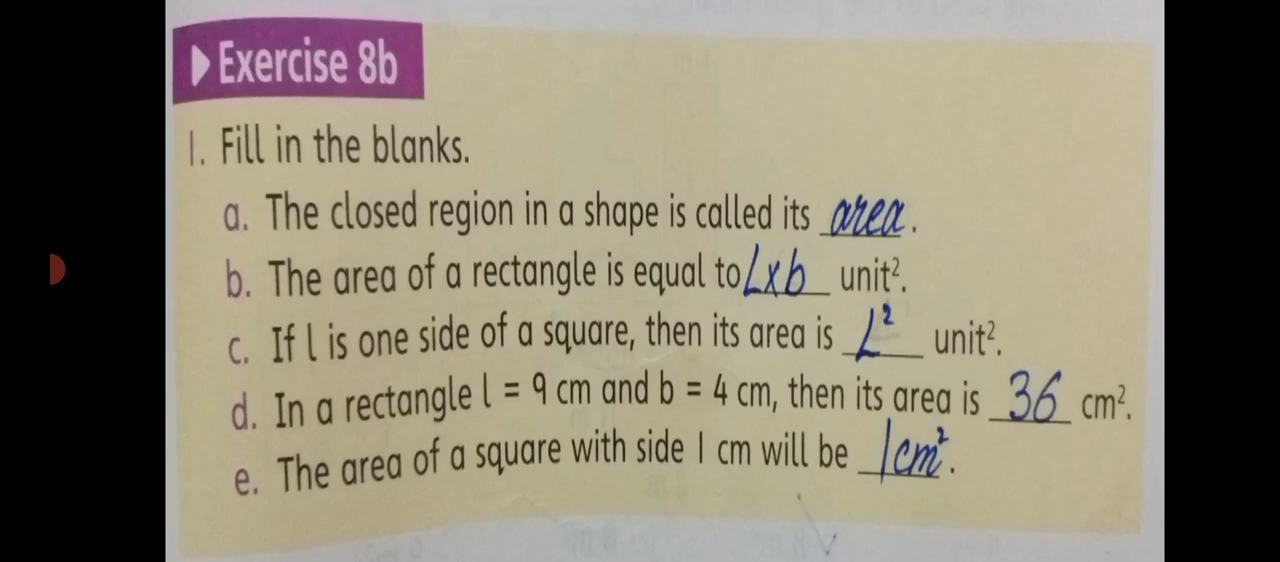 Exercise 8b
1. Fill in the blanks.
a. The closed region in a shape is called its area.
b. The area of a rectangle is equal to L×b unit².
c. If l is one side of a square, then its area is L² unit².
d. In a rectangle l = 9 cm and b = 4 cm, then its area is 36 cm².
e. The area of a square with side 1 cm will be 1cm².